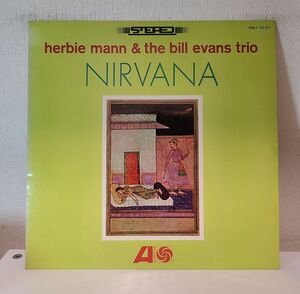 STEREO
herbie mann & the bill evans trio
NIRVANA